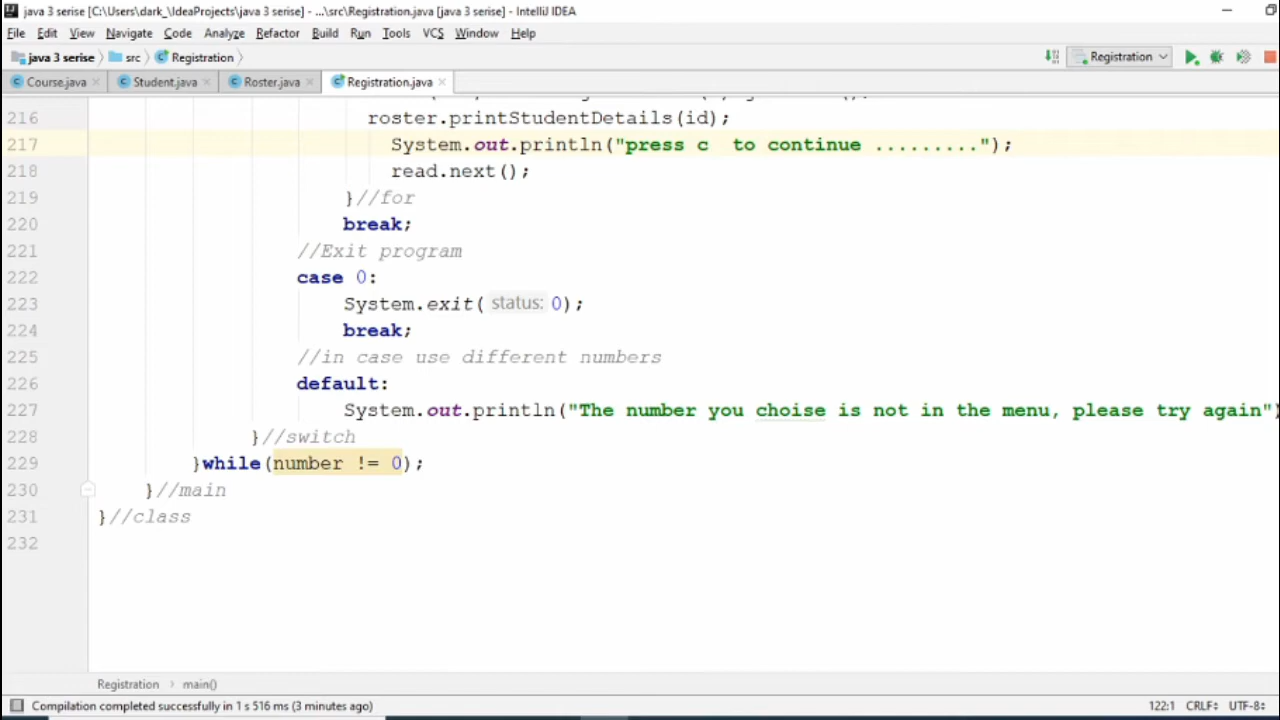 java 3 serise [C:\Users\dark_\IdeaProjects\java 3 serise] - ...\src\Registration.java [java 3 serise] - IntelliJ IDEA
File Edit View Navigate Code Analyze Refactor Build Run Tools VCS Window Help
java 3 serise src Registration Registration
Course.java Student.java Roster.java Registration.java
216 roster.printStudentDetails(id);
217 System.out.println("press c  to continue .........");
218 read.next();
219 }//for
220 break;
221 //Exit program
222 case 0:
223 System.exit( status: 0);
224 break;
225 //in case use different numbers
226 default:
227 System.out.println("The number you choise is not in the menu, please try again")
228 }//switch
229 }while(number != 0);
230 }//main
231 }//class
232
Registration main()
Compilation completed successfully in 1 s 516 ms (3 minutes ago) 122:1 CRLF UTF-8